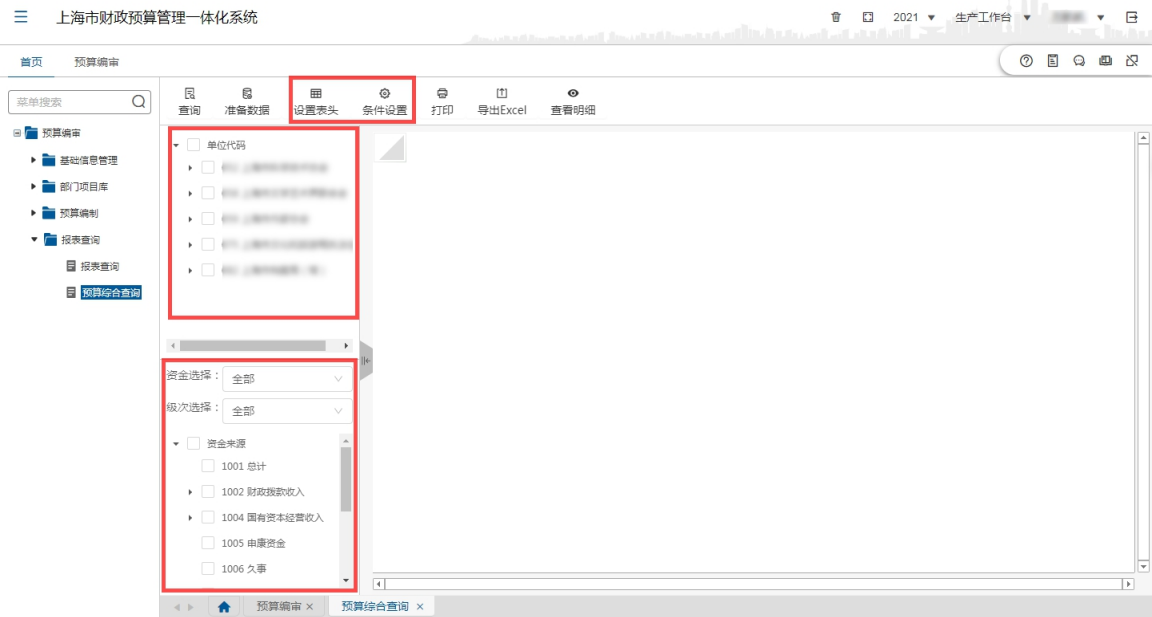 上海市财政预算管理一体化系统
2021
生产工作台
首页
预算编审
菜单搜索
预算编审
基础信息管理
部门项目库
预算编制
报表查询
报表查询
预算综合查询
查询
准备数据
设置表头
条件设置
打印
导出Excel
查看明细
单位代码
资金选择：
全部
级次选择：
全部
资金来源
1001 总计
1002 财政拨款收入
1004 国有资本经营收入
1005 申康资金
1006 久事
预算编审
预算综合查询